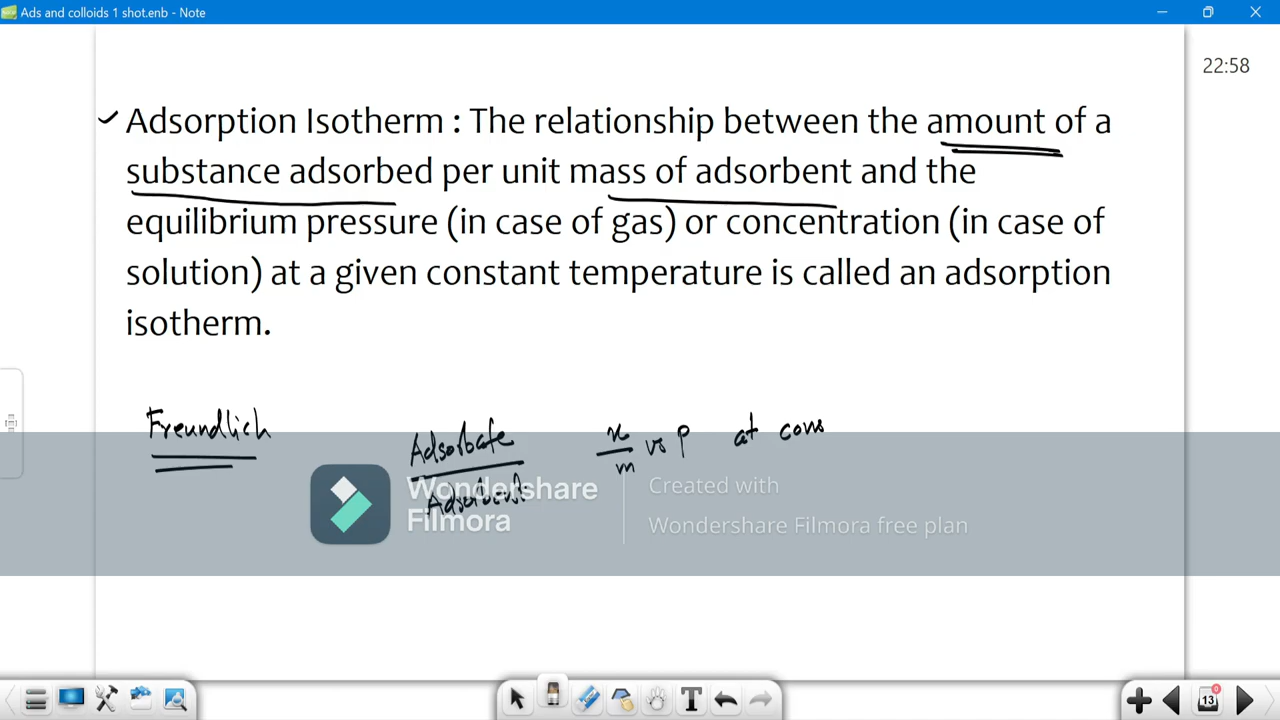 Ads and colloids 1 shot.enb - Note
22:58
Adsorption Isotherm : The relationship between the amount of a
substance adsorbed per unit mass of adsorbent and the
equilibrium pressure (in case of gas) or concentration (in case of
solution) at a given constant temperature is called an adsorption
isotherm.
Freundlich
Adsorbate
x/m vs P at cons
Wondershare
Filmora
Created with
Wondershare Filmora free plan
13